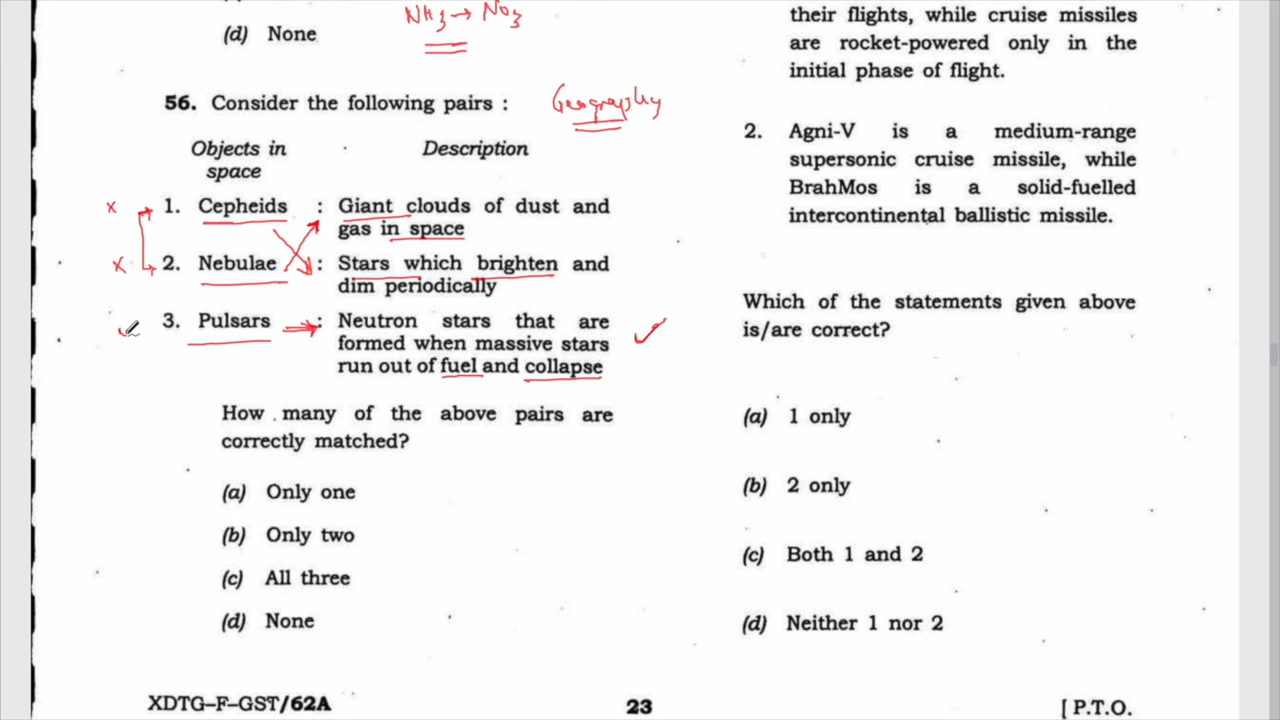 (d) None
NH3 → NO3
56. Consider the following pairs :
Geography
Objects in space
Description
1. Cepheids : Giant clouds of dust and
gas in space
2. Nebulae : Stars which brighten and
dim periodically
3. Pulsars : Neutron stars that are
formed when massive stars
run out of fuel and collapse
How many of the above pairs are
correctly matched?
(a) Only one
(b) Only two
(c) All three
(d) None
their flights, while cruise missiles
are rocket-powered only in the
initial phase of flight.
2. Agni-V is a medium-range
supersonic cruise missile, while
BrahMos is a solid-fuelled
intercontinental ballistic missile.
Which of the statements given above
is/are correct?
(a) 1 only
(b) 2 only
(c) Both 1 and 2
(d) Neither 1 nor 2
XDTG–F–GST/62A
23
[ P.T.O.